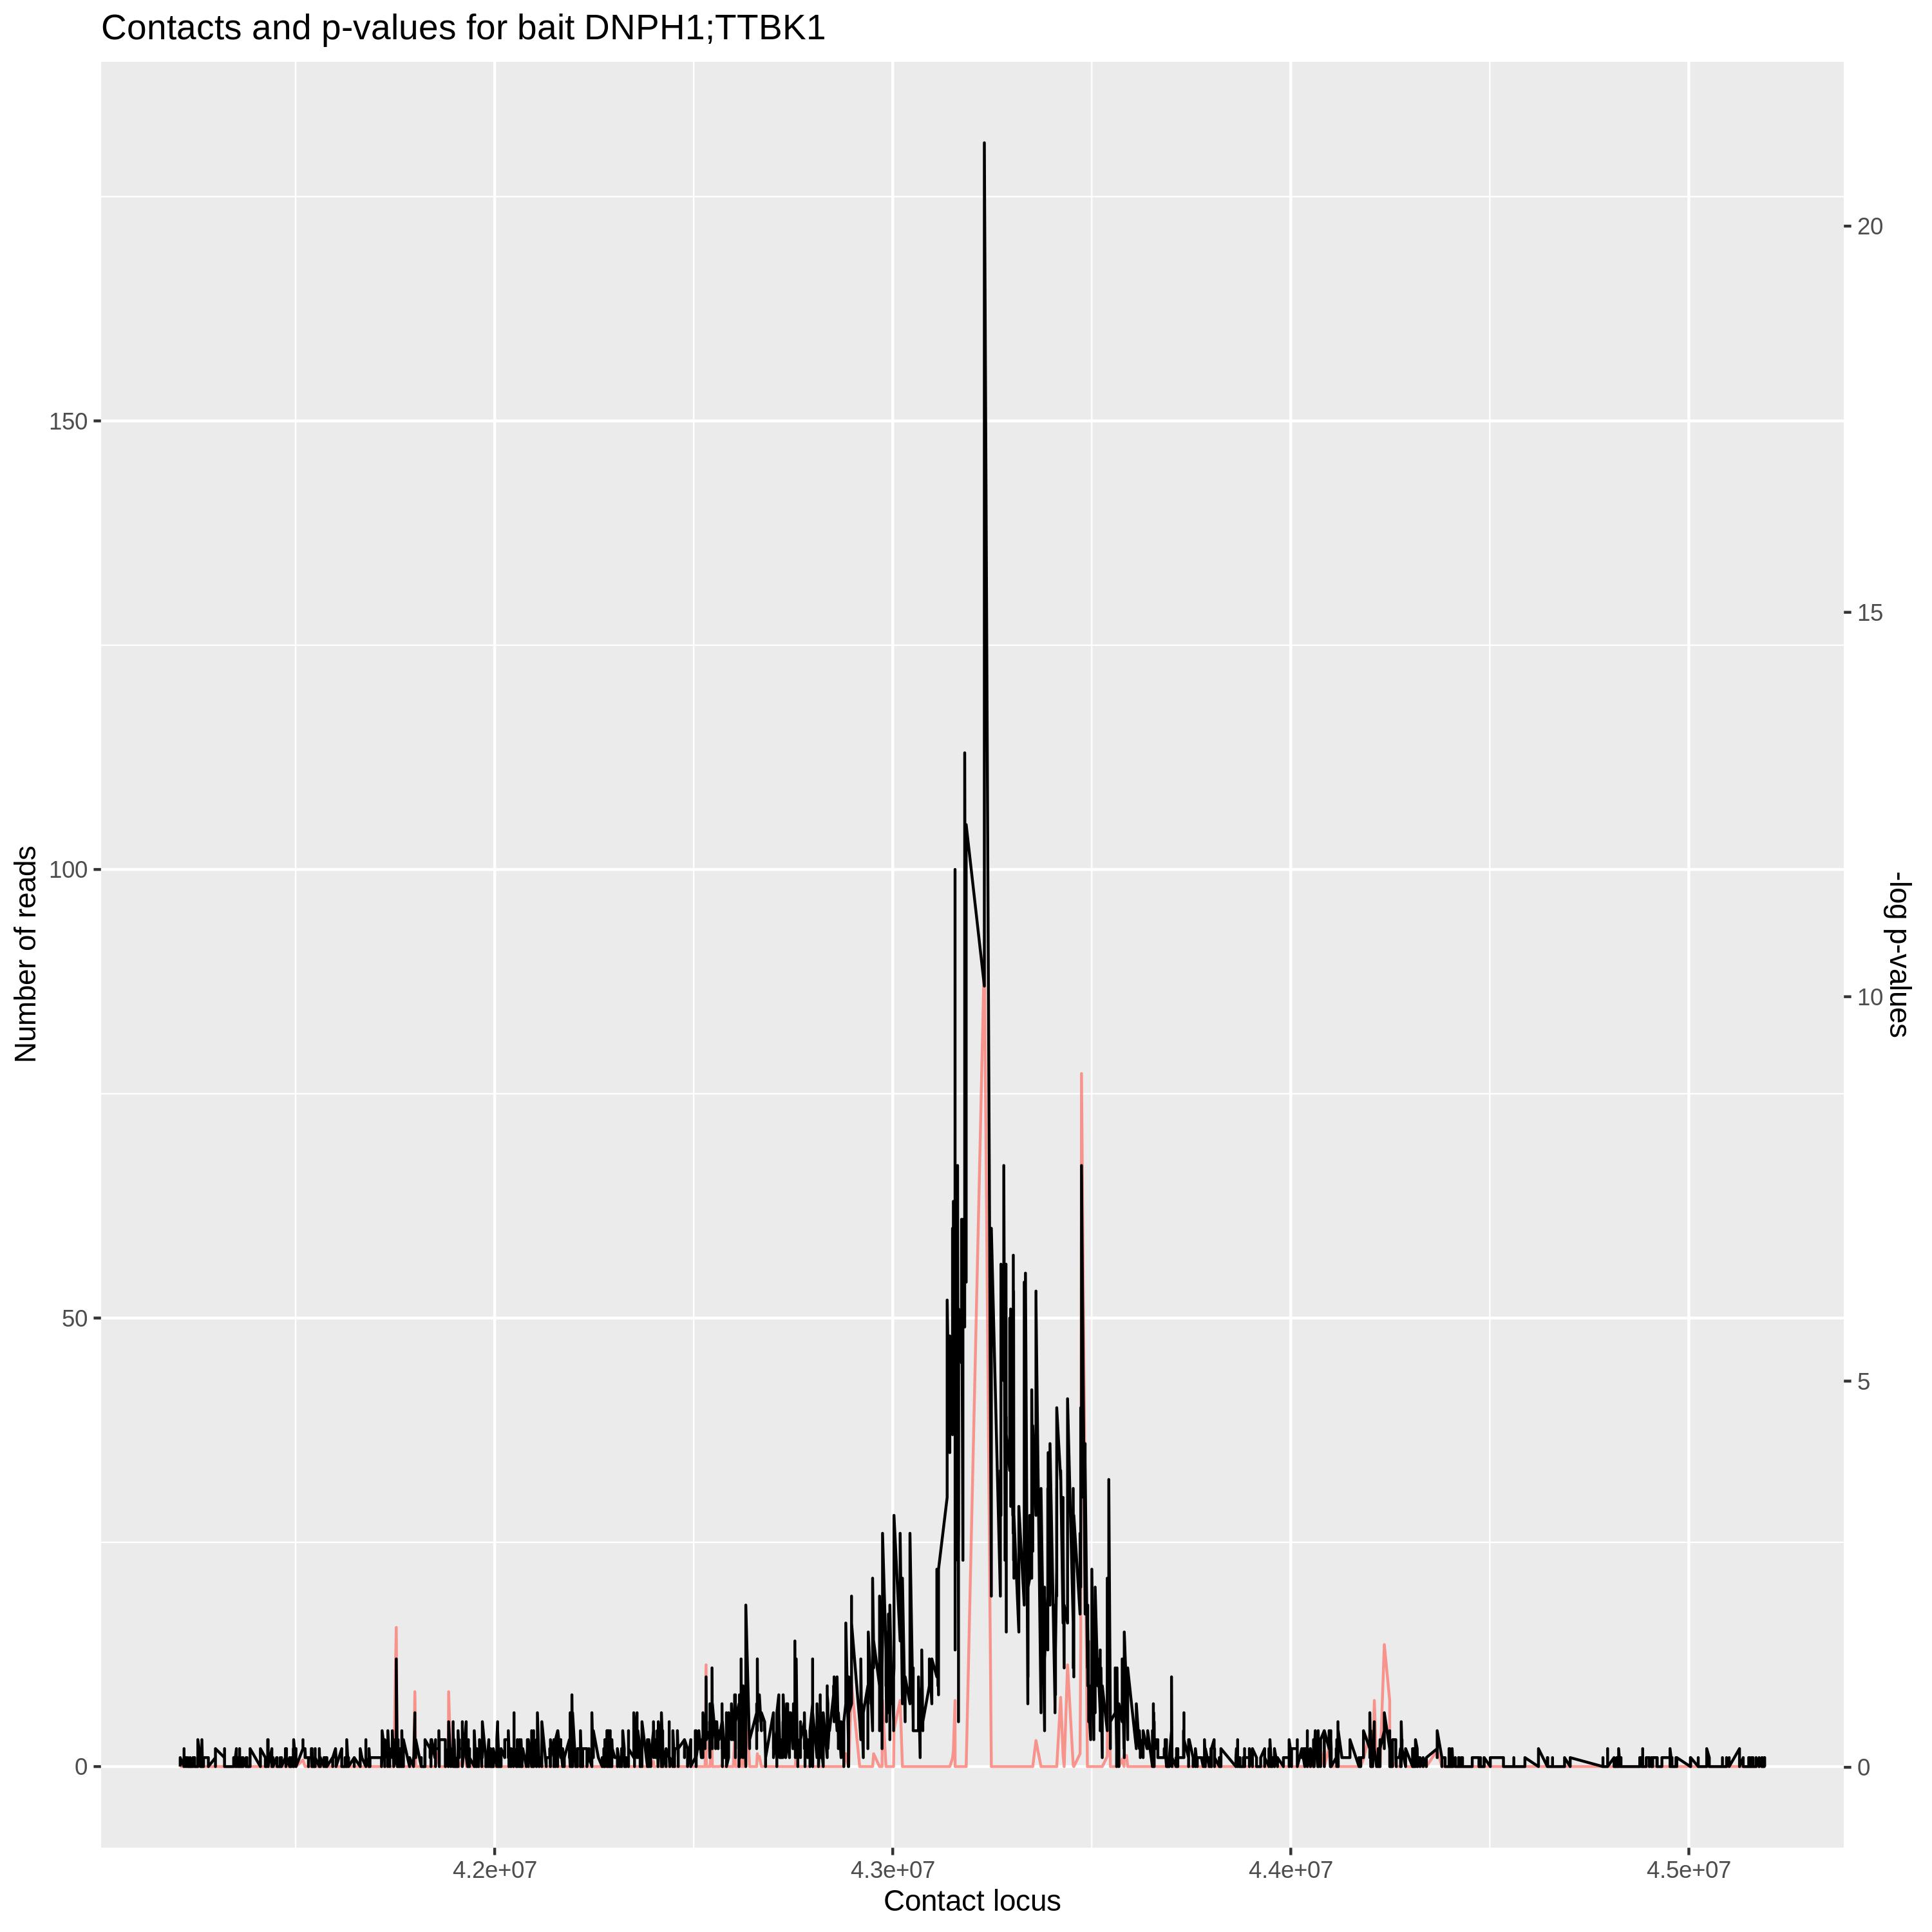 Contacts and p-values for bait DNPH1;TTBK1
Number of reads
150
100
50
0
20
15
10
5
0
-log p-values
4.2e+07
4.3e+07
4.4e+07
4.5e+07
Contact locus